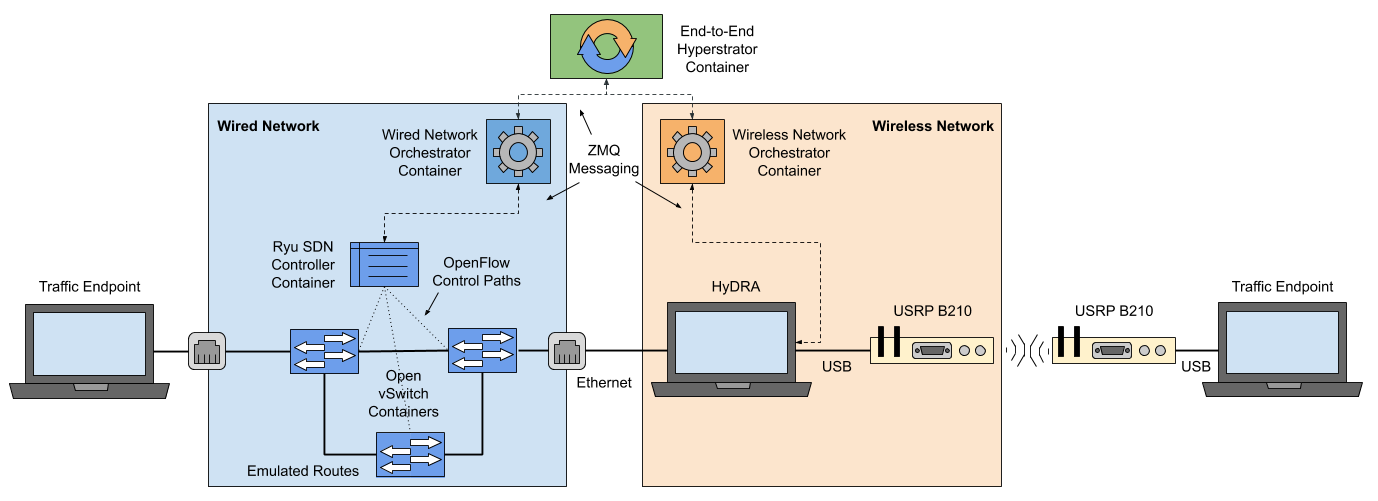 End-to-End
Hyperstrator
Container
Wired Network
Wired Network
Orchestrator
Container
ZMQ
Messaging
Wireless Network
Orchestrator
Container
Wireless Network
Ryu SDN
Controller
Container
OpenFlow
Control Paths
Traffic Endpoint
HyDRA
USRP B210
USRP B210
Traffic Endpoint
Ethernet
USB
USB
Open
vSwitch
Containers
Emulated Routes